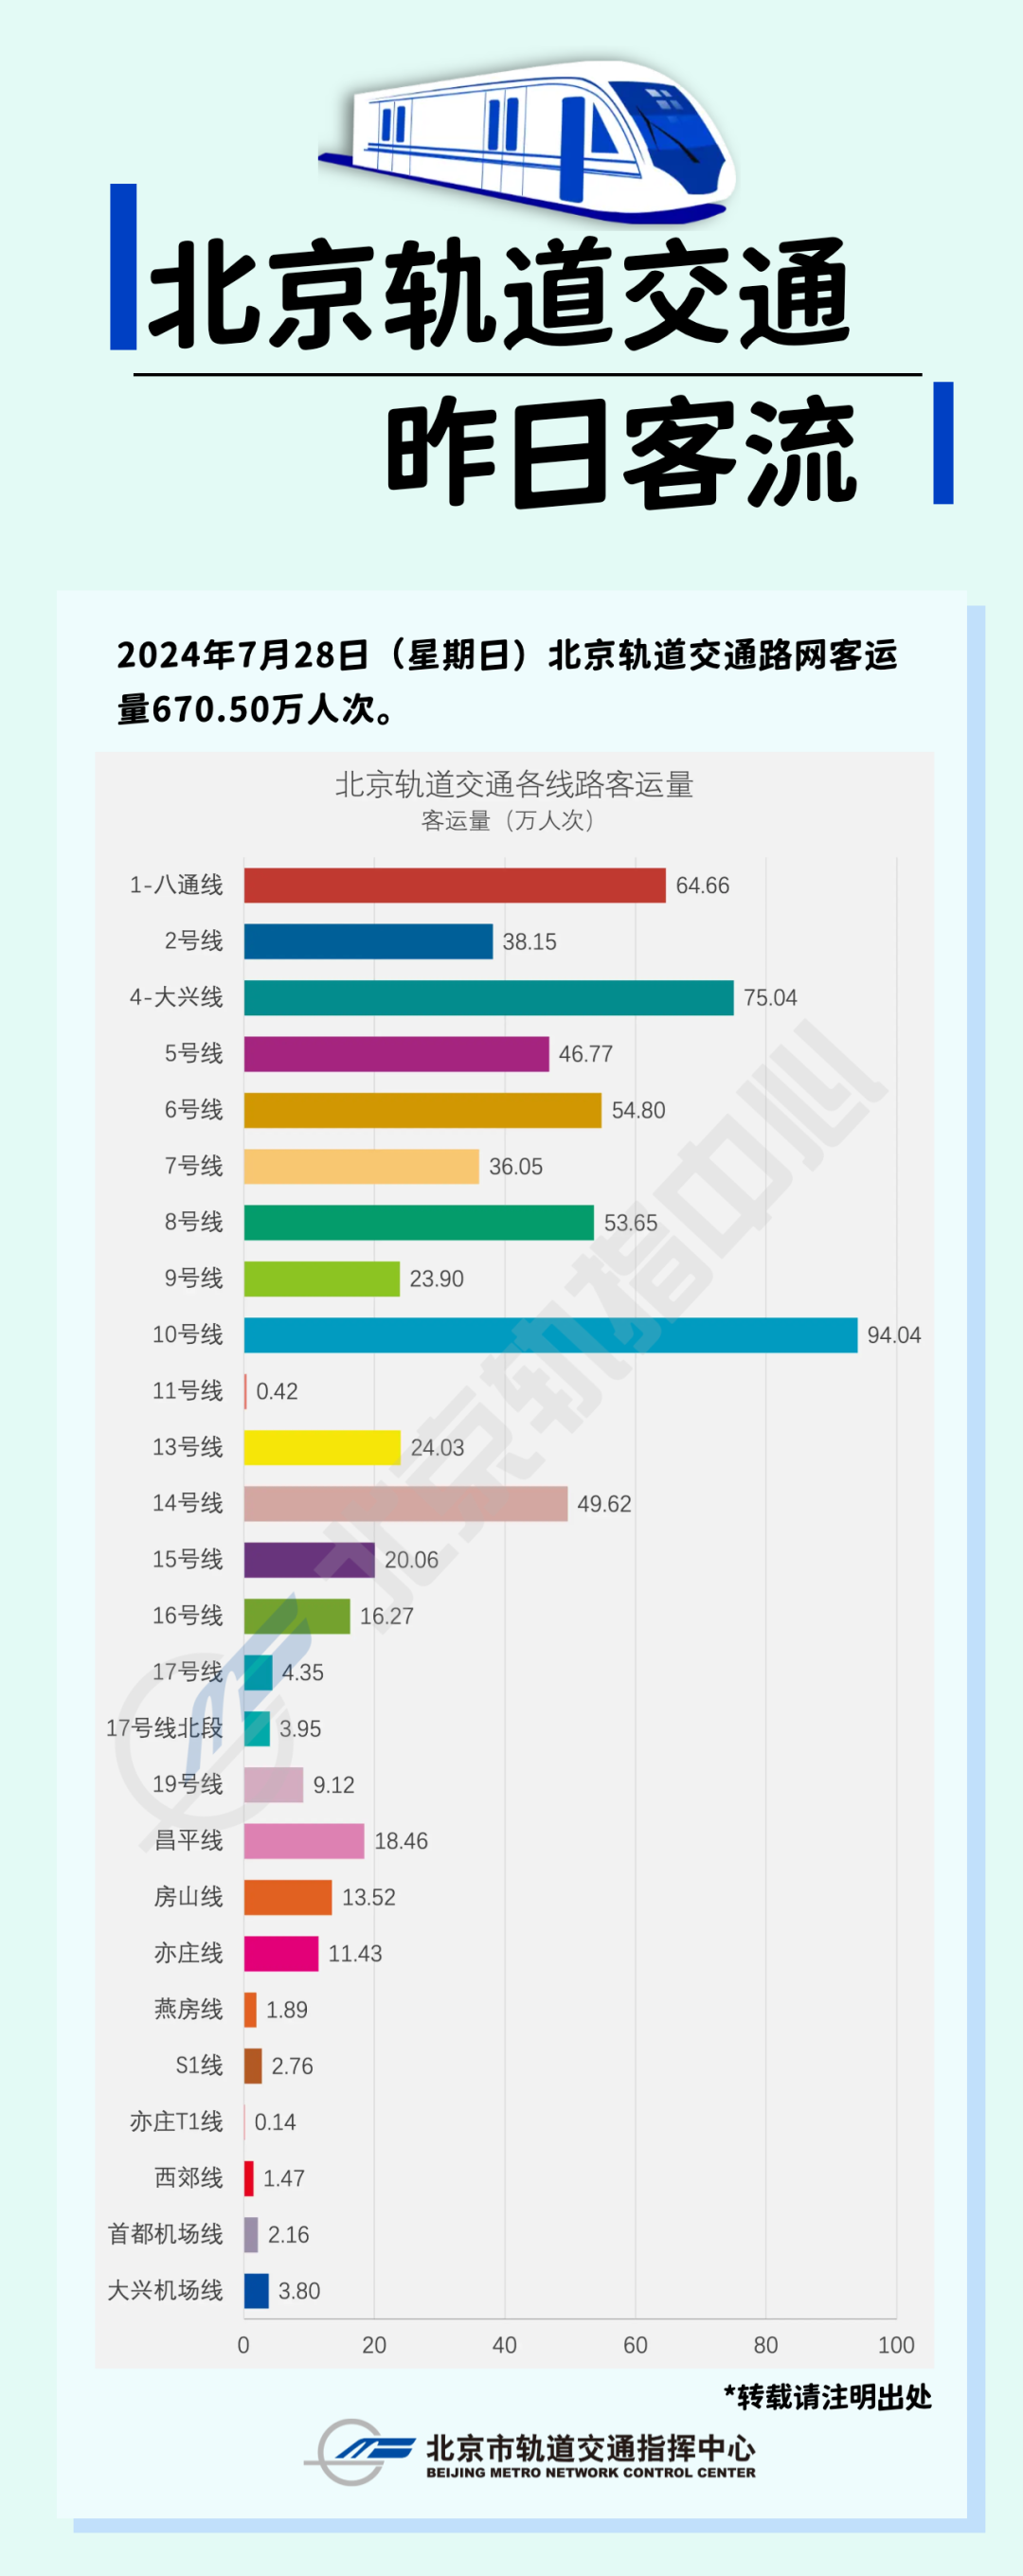 北京轨道交通
昨日客流
2024年7月28日（星期日）北京轨道交通路网客运
量670.50万人次。
北京轨道交通各线路客运量
客运量（万人次）
1-八通线 64.66
2号线 38.15
4-大兴线 75.04
5号线 46.77
6号线 54.80
7号线 36.05
8号线 53.65
9号线 23.90
10号线 94.04
11号线 0.42
13号线 24.03
14号线 49.62
15号线 20.06
16号线 16.27
17号线 4.35
17号线北段 3.95
19号线 9.12
昌平线 18.46
房山线 13.52
亦庄线 11.43
燕房线 1.89
S1线 2.76
亦庄T1线 0.14
西郊线 1.47
首都机场线 2.16
大兴机场线 3.80
0 20 40 60 80 100
北京轨指中心
*转载请注明出处
北京市轨道交通指挥中心
BEIJING METRO NETWORK CONTROL CENTER